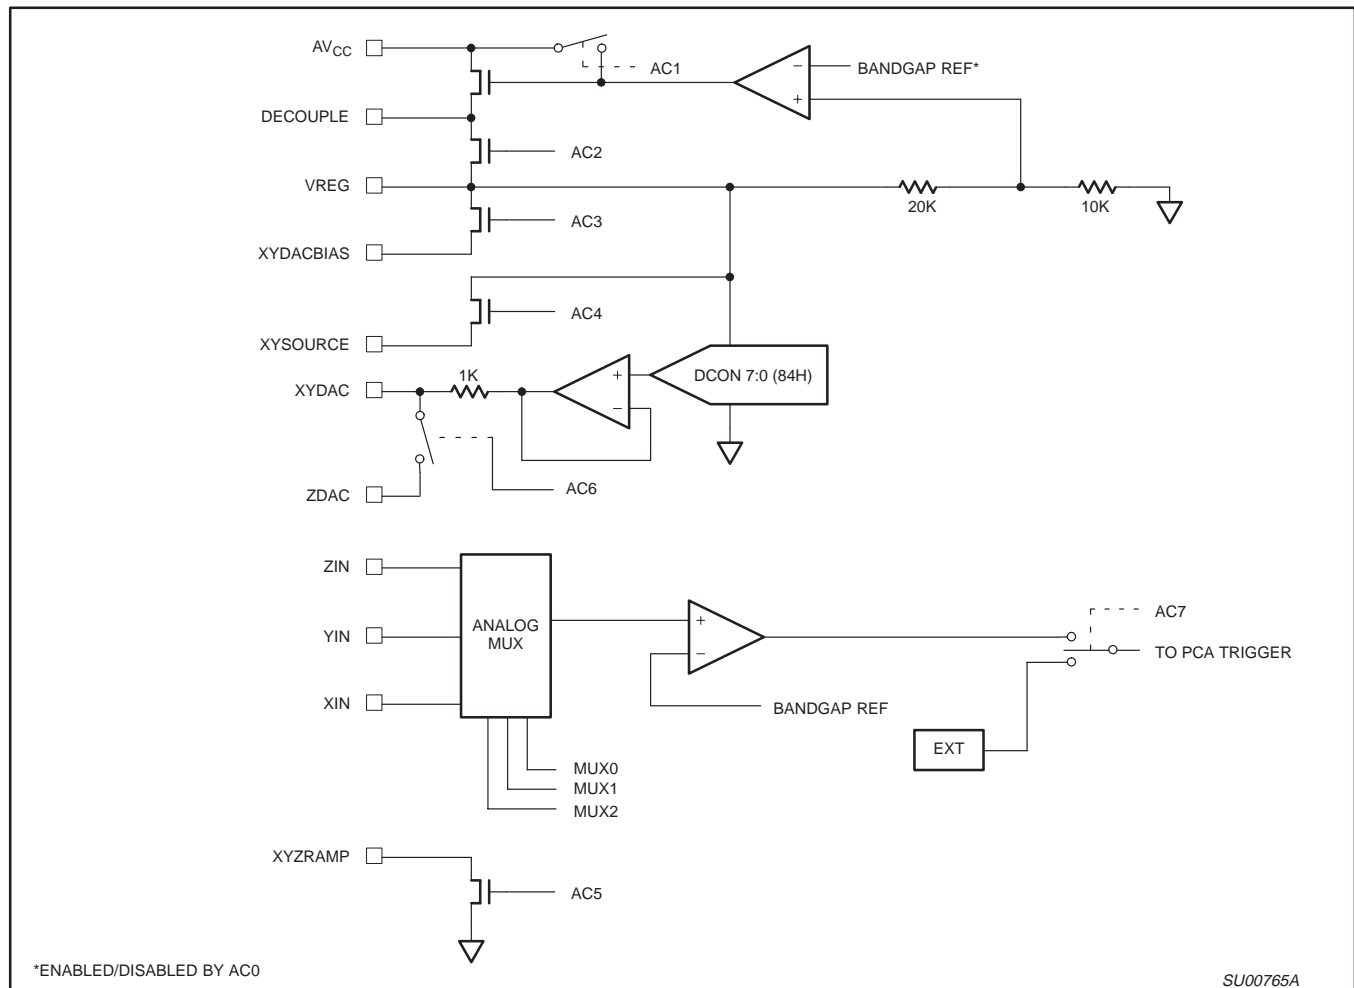 AVCC
AC1
BANDGAP REF*
−
+
DECOUPLE
AC2
VREG
20K
10K
AC3
XYDACBIAS
AC4
XYSOURCE
DCON 7:0 (84H)
+
−
XYDAC
1K
AC6
ZDAC
ZIN
YIN
XIN
ANALOG
MUX
+
−
BANDGAP REF
AC7
TO PCA TRIGGER
EXT
MUX0
MUX1
MUX2
XYZRAMP
AC5
*ENABLED/DISABLED BY AC0
SU00765A